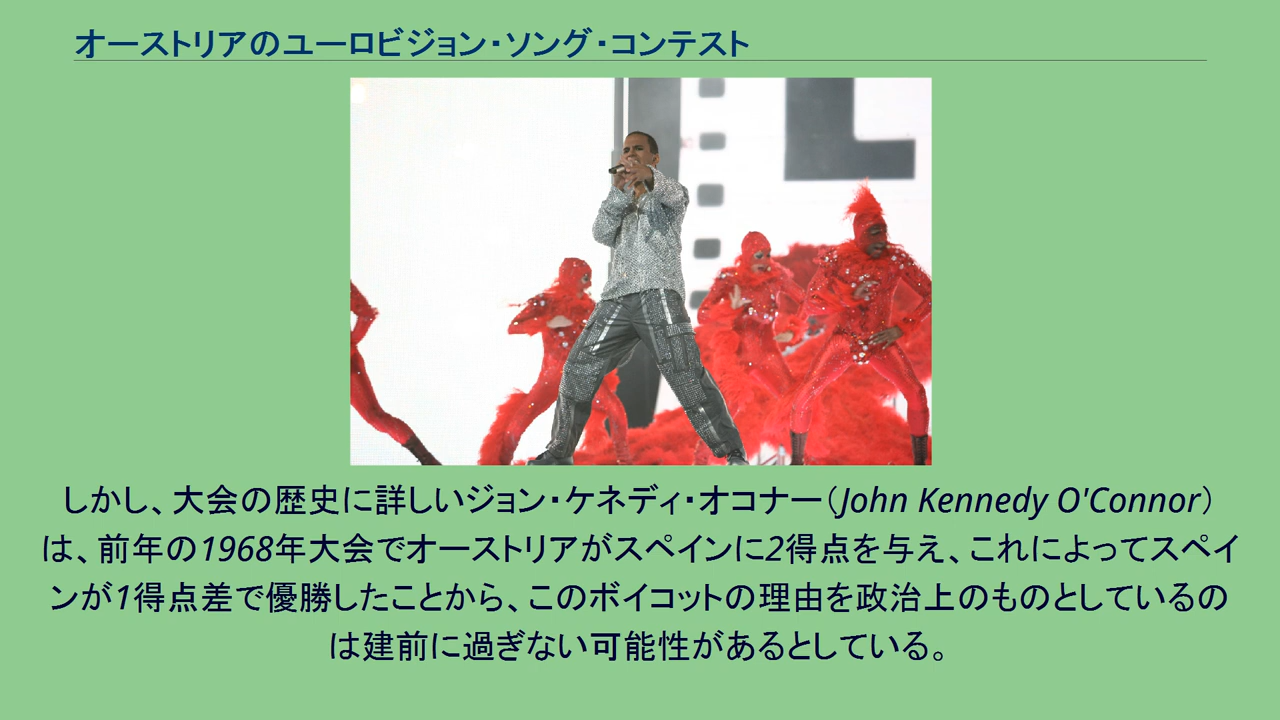 オーストリアのユーロビジョン・ソング・コンテスト
L
しかし、大会の歴史に詳しいジョン・ケネディ・オコナー（John Kennedy O'Connor）
は、前年の1968年大会でオーストリアがスペインに2得点を与え、これによってスペイ
ンが1得点差で優勝したことから、このボイコットの理由を政治上のものとしているの
は建前に過ぎない可能性があるとしている。